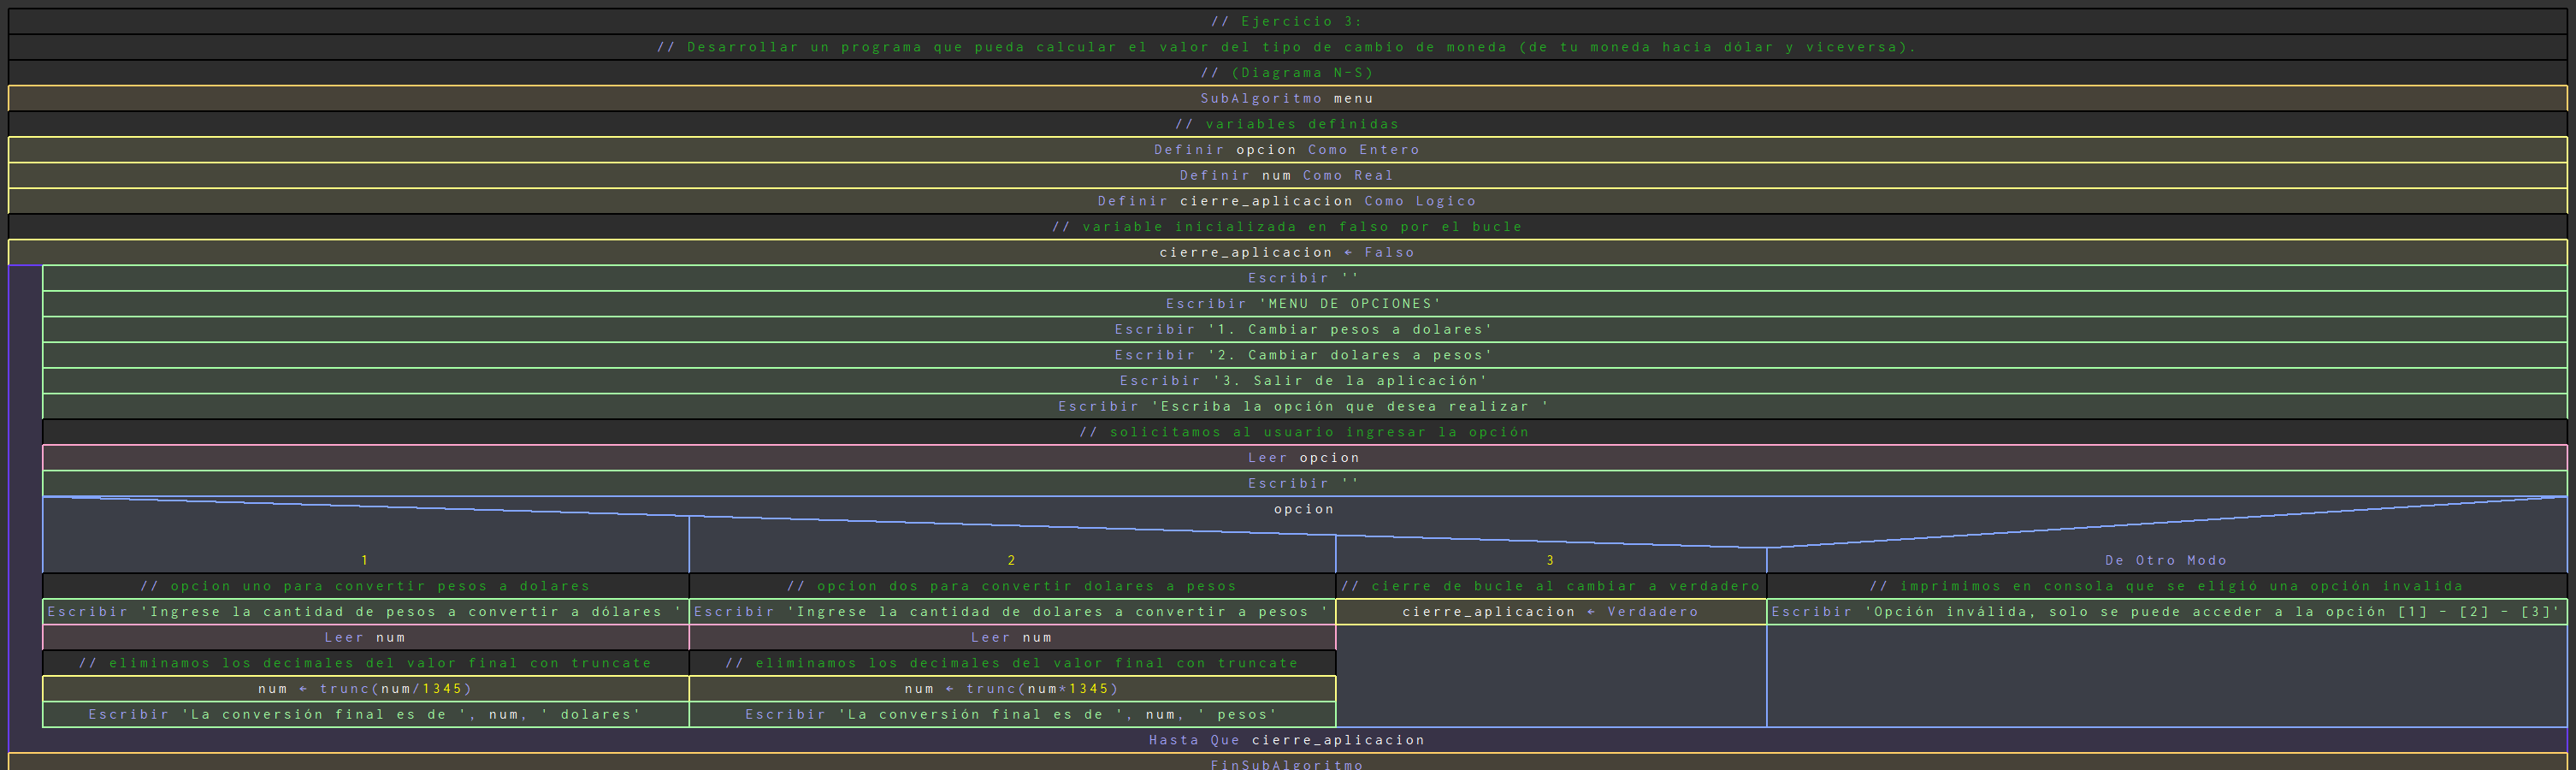 // Ejercicio 3:
// Desarrollar un programa que pueda calcular el valor del tipo de cambio de moneda (de tu moneda hacia dólar y viceversa).
// (Diagrama N-S)
SubAlgoritmo menu
// variables definidas
Definir opcion Como Entero
Definir num Como Real
Definir cierre_aplicacion Como Logico
// variable inicializada en falso por el bucle
cierre_aplicacion ← Falso
Escribir ''
Escribir 'MENU DE OPCIONES'
Escribir '1. Cambiar pesos a dolares'
Escribir '2. Cambiar dolares a pesos'
Escribir '3. Salir de la aplicación'
Escribir 'Escriba la opción que desea realizar '
// solicitamos al usuario ingresar la opción
Leer opcion
Escribir ''
opcion
1 2 3 De Otro Modo
// opcion uno para convertir pesos a dolares // opcion dos para convertir dolares a pesos // cierre de bucle al cambiar a verdadero // imprimimos en consola que se eligió una opción invalida
Escribir 'Ingrese la cantidad de pesos a convertir a dólares ' Escribir 'Ingrese la cantidad de dolares a convertir a pesos ' cierre_aplicacion ← Verdadero Escribir 'Opción inválida, solo se puede acceder a la opción [1] - [2] - [3]'
Leer num Leer num
// eliminamos los decimales del valor final con truncate // eliminamos los decimales del valor final con truncate
num ← trunc(num/1345) num ← trunc(num*1345)
Escribir 'La conversión final es de ', num, ' dolares' Escribir 'La conversión final es de ', num, ' pesos'
Hasta Que cierre_aplicacion
FinSubAlgoritmo